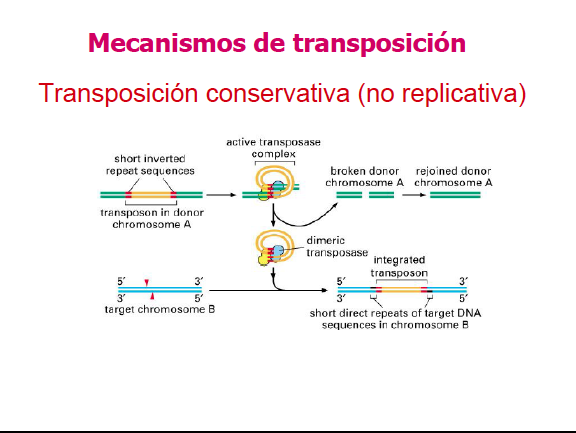 Mecanismos de transposición
Transposición conservativa (no replicativa)
active transposase
complex
short inverted
repeat sequences
broken donor
chromosome A
rejoined donor
chromosome A
transposon in donor
chromosome A
dimeric
transposase
integrated
transposon
5′ 3′
3′ 5′
target chromosome B
5′ 3′
3′ 5′
short direct repeats of target DNA
sequences in chromosome B